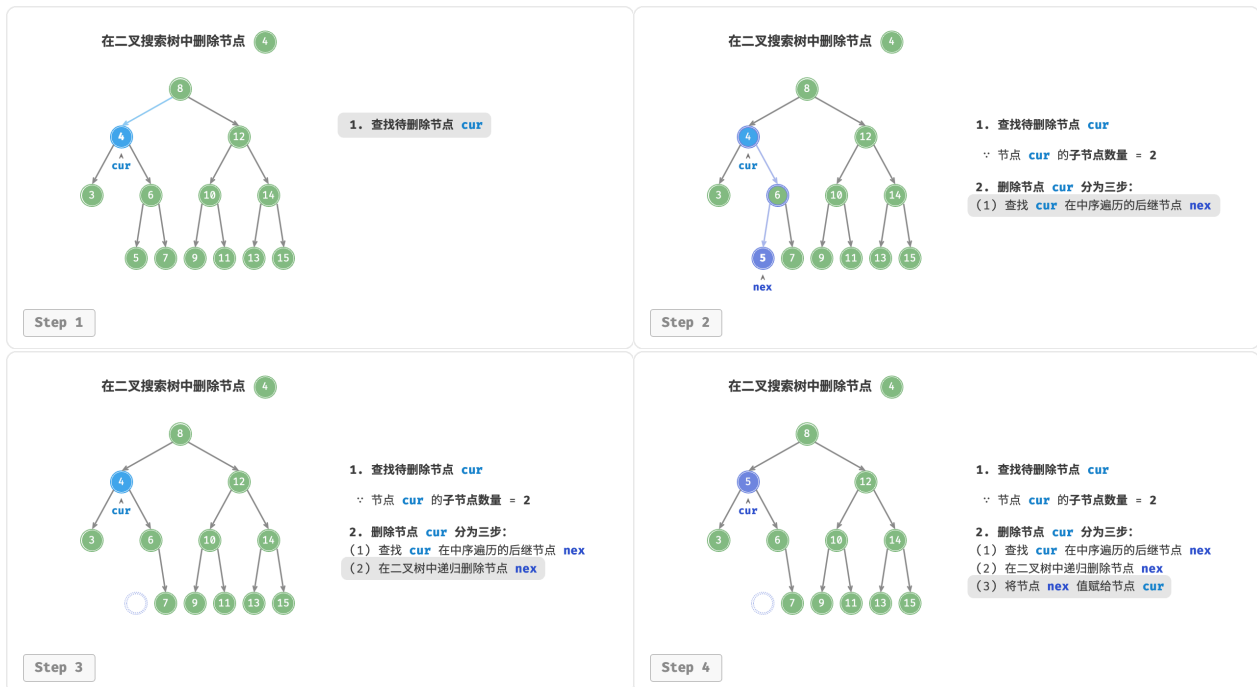 在二叉搜索树中删除节点 4
8
4 12
cur
3 6 10 14
5 7 9 11 13 15
1. 查找待删除节点 cur
Step 1
在二叉搜索树中删除节点 4
8
4 12
cur
3 6 10 14
5 7 9 11 13 15
nex
1. 查找待删除节点 cur
∵ 节点 cur 的子节点数量 = 2
2. 删除节点 cur 分为三步:
(1) 查找 cur 在中序遍历的后继节点 nex
Step 2
在二叉搜索树中删除节点 4
8
4 12
cur
3 6 10 14
7 9 11 13 15
1. 查找待删除节点 cur
∵ 节点 cur 的子节点数量 = 2
2. 删除节点 cur 分为三步:
(1) 查找 cur 在中序遍历的后继节点 nex
(2) 在二叉树中递归删除节点 nex
Step 3
在二叉搜索树中删除节点 4
8
5 12
cur
3 6 10 14
7 9 11 13 15
1. 查找待删除节点 cur
∵ 节点 cur 的子节点数量 = 2
2. 删除节点 cur 分为三步:
(1) 查找 cur 在中序遍历的后继节点 nex
(2) 在二叉树中递归删除节点 nex
(3) 将节点 nex 值赋给节点 cur
Step 4